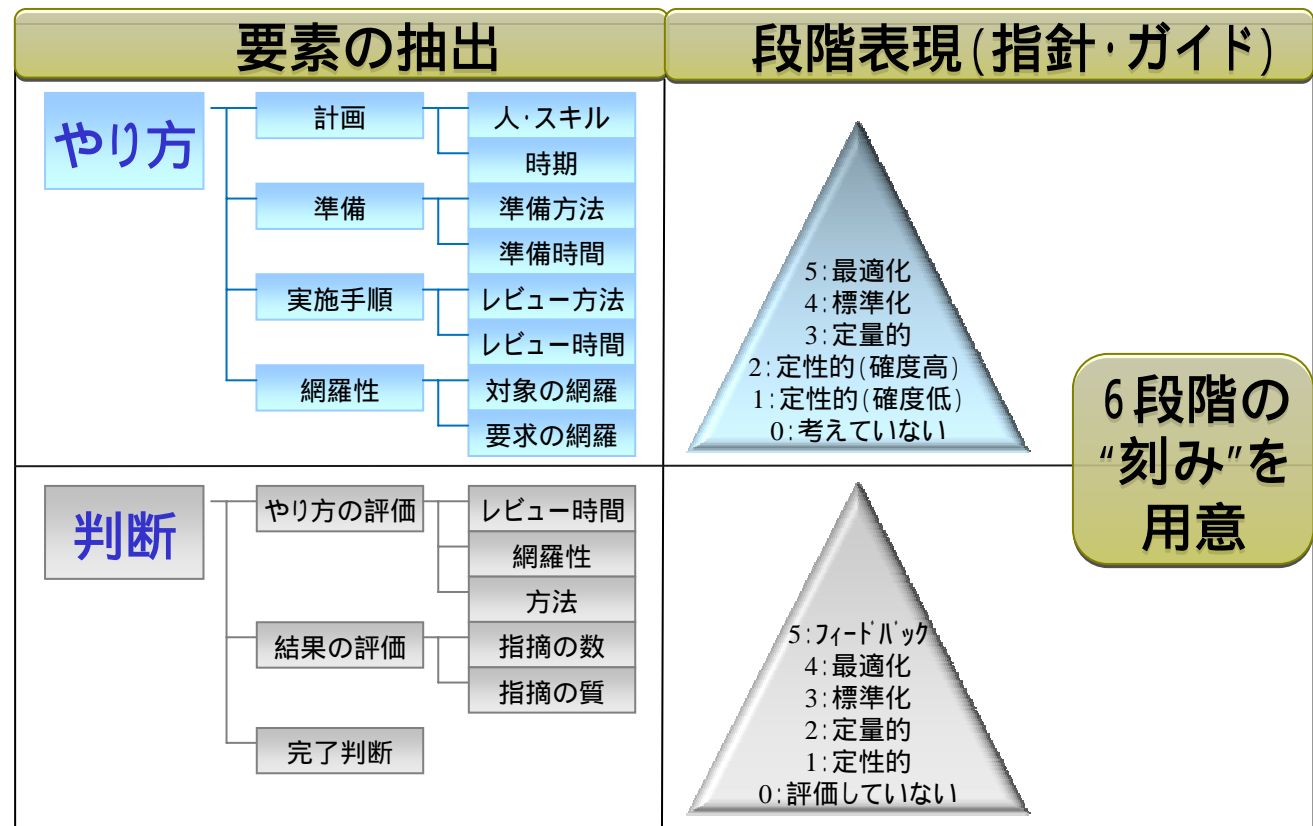 要素の抽出
段階表現(指針･ガイド)
やり方
計画
人･スキル
時期
準備
準備方法
準備時間
実施手順
レビュー方法
レビュー時間
網羅性
対象の網羅
要求の網羅
5:最適化
4:標準化
3:定量的
2:定性的(確度高)
1:定性的(確度低)
0:考えていない
6段階の
“刻み”を
用意
判断
やり方の評価
レビュー時間
網羅性
方法
結果の評価
指摘の数
指摘の質
完了判断
5:ﾌｨｰﾄﾞﾊﾞｯｸ
4:最適化
3:標準化
2:定量的
1:定性的
0:評価していない